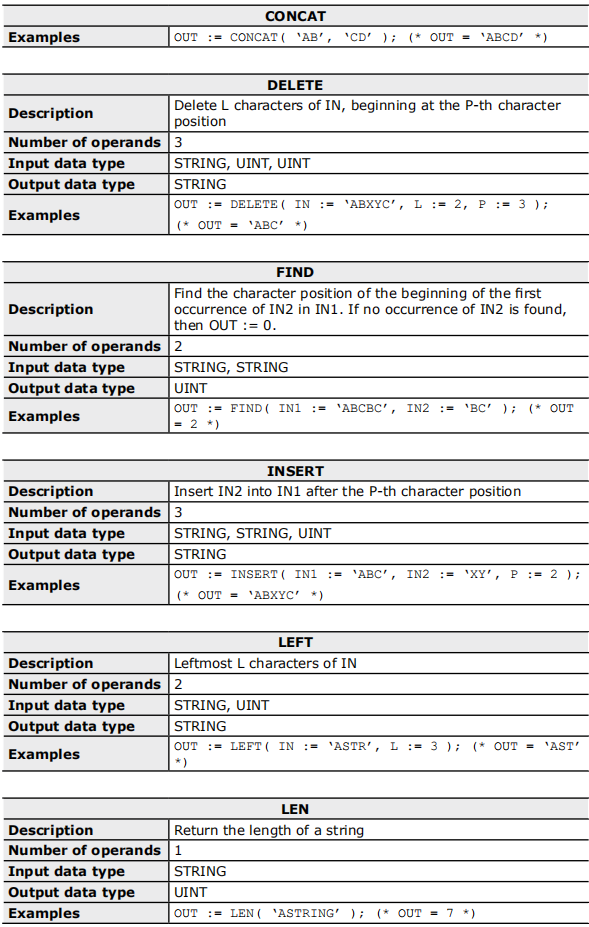 CONCAT
Examples OUT := CONCAT( ‘AB’, ‘CD’ ); (* OUT = ‘ABCD’ *)
DELETE
Description Delete L characters of IN, beginning at the P-th character
position
Number of operands 3
Input data type STRING, UINT, UINT
Output data type STRING
Examples OUT := DELETE( IN := ‘ABXYC’, L := 2, P := 3 );
(* OUT = ‘ABC’ *)
FIND
Description Find the character position of the beginning of the first
occurrence of IN2 in IN1. If no occurrence of IN2 is found,
then OUT := 0.
Number of operands 2
Input data type STRING, STRING
Output data type UINT
Examples OUT := FIND( IN1 := ‘ABCBC’, IN2 := ‘BC’ ); (* OUT
= 2 *)
INSERT
Description Insert IN2 into IN1 after the P-th character position
Number of operands 3
Input data type STRING, STRING, UINT
Output data type STRING
Examples OUT := INSERT( IN1 := ‘ABC’, IN2 := ‘XY’, P := 2 );
(* OUT = ‘ABXYC’ *)
LEFT
Description Leftmost L characters of IN
Number of operands 2
Input data type STRING, UINT
Output data type STRING
Examples OUT := LEFT( IN := ‘ASTR’, L := 3 ); (* OUT = ‘AST’
*)
LEN
Description Return the length of a string
Number of operands 1
Input data type STRING
Output data type UINT
Examples OUT := LEN( ‘ASTRING’ ); (* OUT = 7 *)